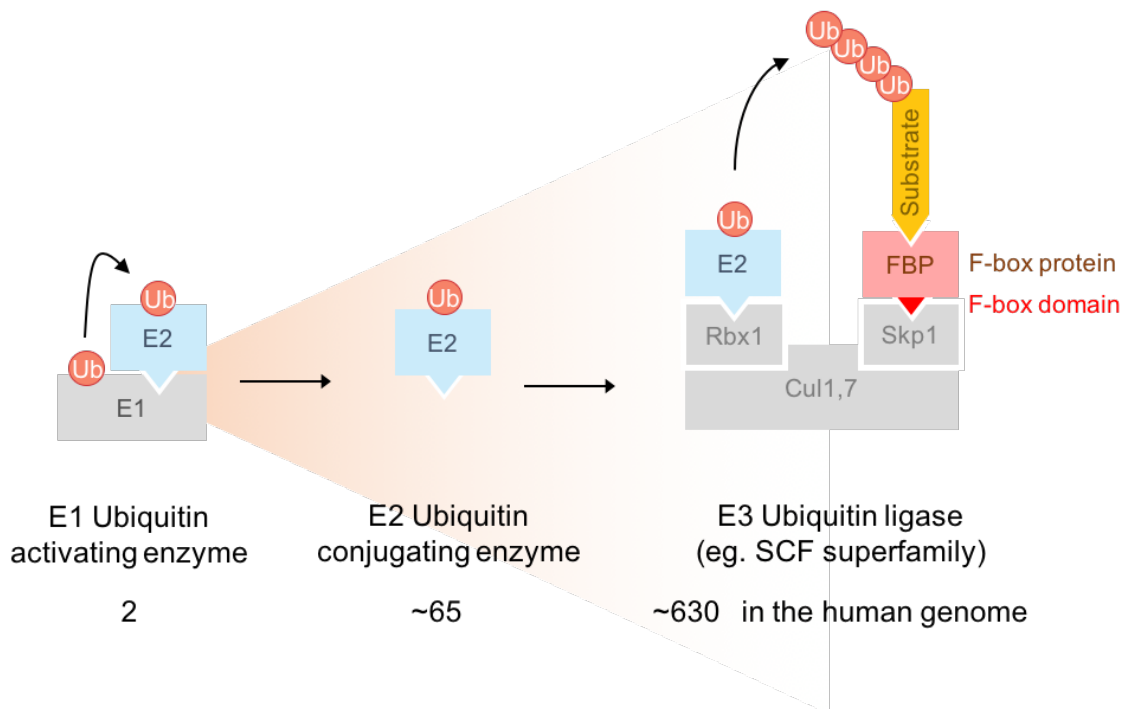 Ub
Ub
Ub
Ub
Substrate
Ub
E2
FBP
F-box protein
F-box domain
Rbx1
Skp1
Cul1,7
Ub
E2
Ub
E2
Ub
E1
E1 Ubiquitin
activating enzyme
2
E2 Ubiquitin
conjugating enzyme
~65
E3 Ubiquitin ligase
(eg. SCF superfamily)
~630 in the human genome